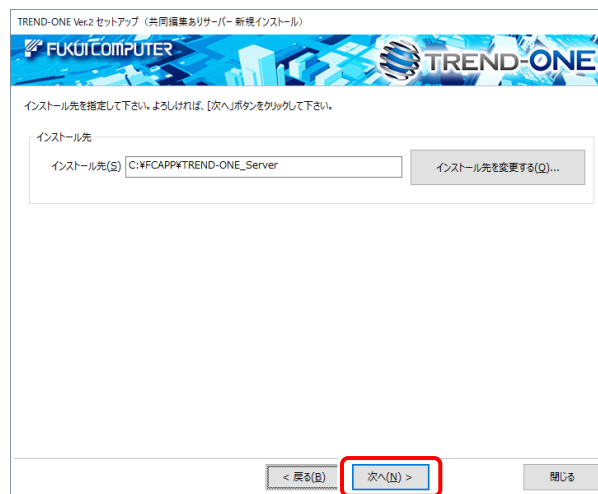 TREND-ONE Ver.2 セットアップ（共同編集ありサーバー 新規インストール）
FUKUI COMPUTER
TREND-ONE
インストール先を指定して下さい。よろしければ、[次へ]ボタンをクリックして下さい。
インストール先
インストール先(S) C:¥FCAPP¥TREND-ONE_Server インストール先を変更する(O)...
< 戻る(B) 次へ(N) > 閉じる